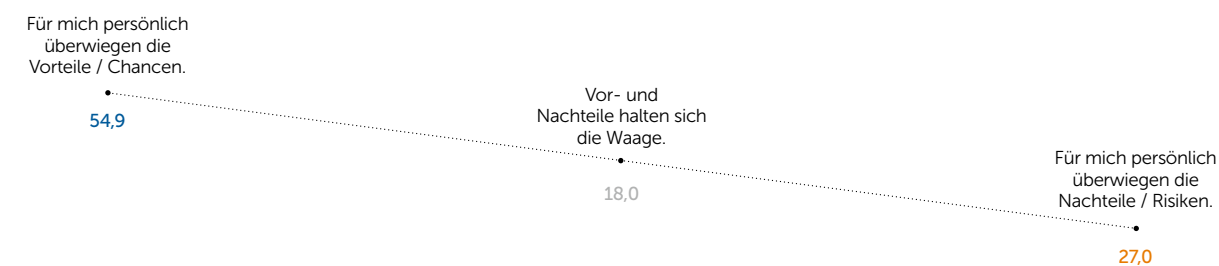 Für mich persönlich
überwiegen die
Vorteile / Chancen.
54,9
Vor- und
Nachteile halten sich
die Waage.
18,0
Für mich persönlich
überwiegen die
Nachteile / Risiken.
27,0